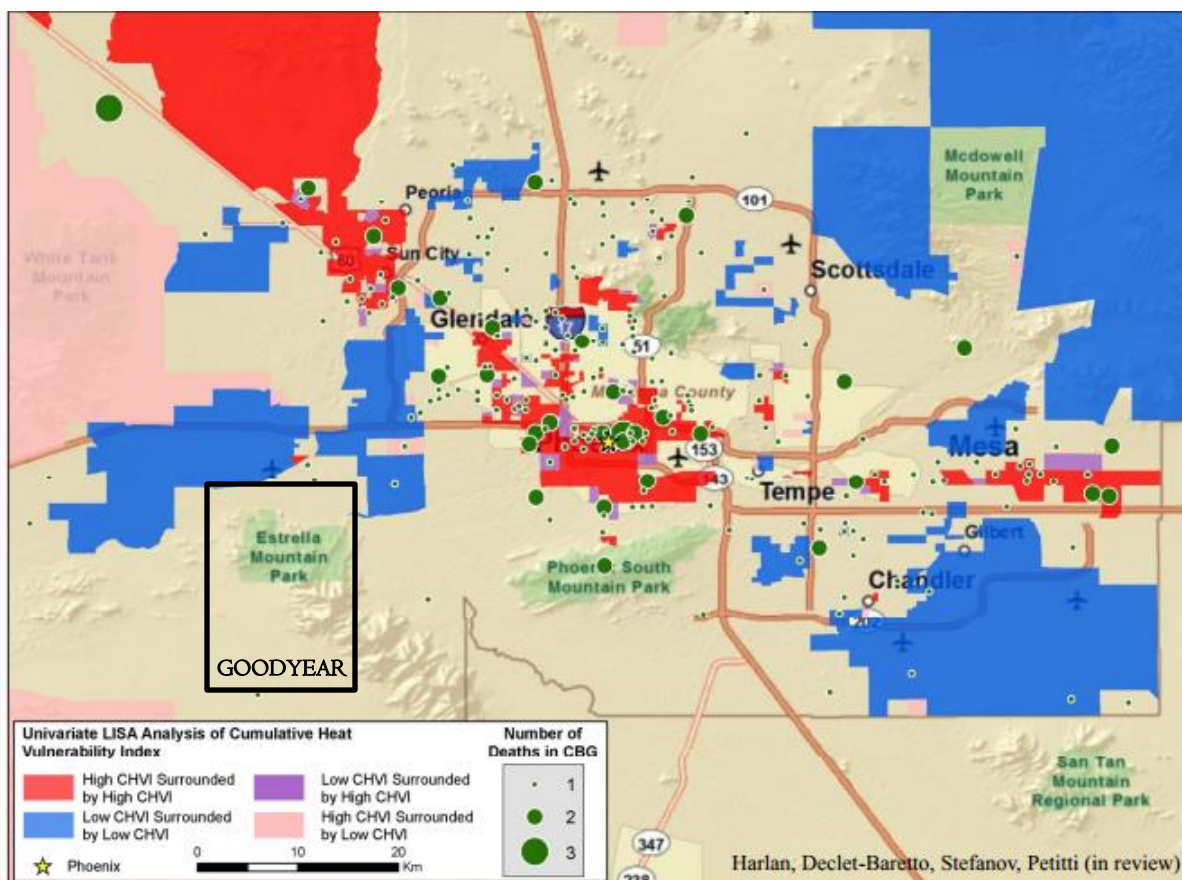 Mcdowell
Mountain
Park
101
Peoria
White Tank
Mountain
Park
60
Sun City
Scottsdale
Glendale
17
51
County
153
Mesa
143
Tempe
Estrella
Mountain
Park
Gilbert
Phoenix South
Mountain Park
Chandler
202
GOODYEAR
Univariate LISA Analysis of Cumulative Heat
Vulnerability Index
High CHVI Surrounded
by High CHVI
Low CHVI Surrounded
by High CHVI
Low CHVI Surrounded
by Low CHVI
High CHVI Surrounded
by Low CHVI
Phoenix
0 10 20
Km
Number of
Deaths in CBG
1
2
3
San Tan
Mountain
Regional Park
347
238
Harlan, Declet-Baretto, Stefanov, Petitti (in review)